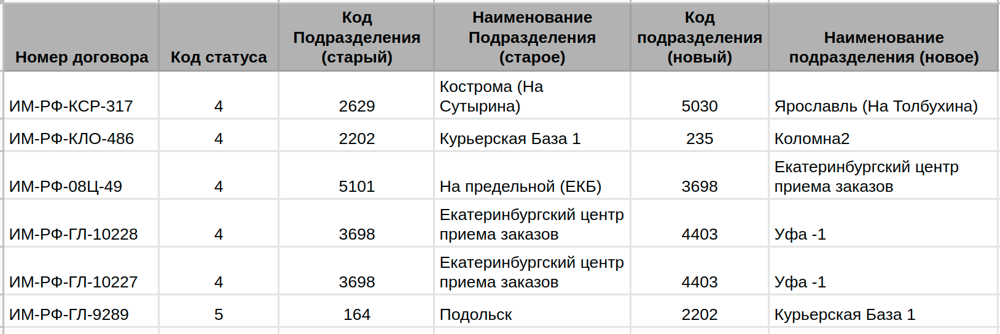 Номер договора
Код статуса
Код
Подразделения
(старый)
Наименование
Подразделения
(старое)
Код
подразделения
(новый)
Наименование
подразделения (новое)
ИМ-РФ-КСР-317
4
2629
Кострома (На
Сутырина)
5030
Ярославль (На Толбухина)
ИМ-РФ-КЛО-486
4
2202
Курьерская База 1
235
Коломна2
ИМ-РФ-08Ц-49
4
5101
На предельной (ЕКБ)
3698
Екатеринбургский центр
приема заказов
ИМ-РФ-ГЛ-10228
4
3698
Екатеринбургский центр
приема заказов
4403
Уфа -1
ИМ-РФ-ГЛ-10227
4
3698
Екатеринбургский центр
приема заказов
4403
Уфа -1
ИМ-РФ-ГЛ-9289
5
164
Подольск
2202
Курьерская База 1